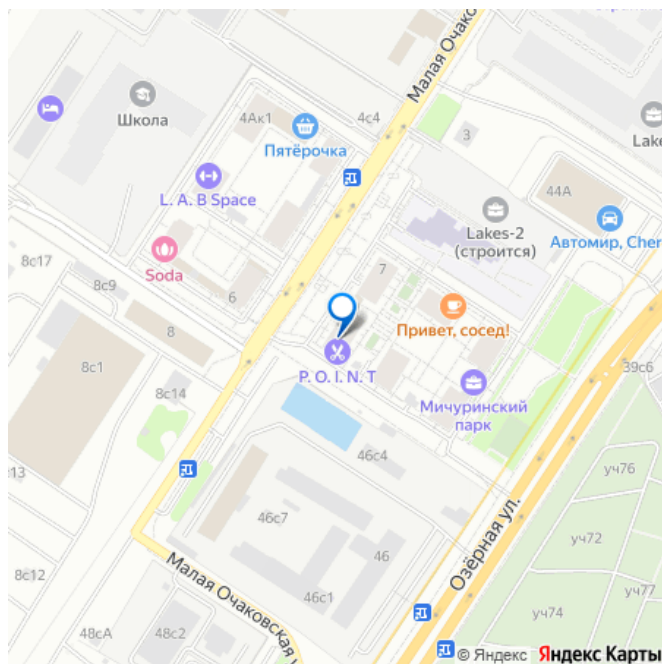 Малая Очако
3
4с4
Школа
4Ак1
Пятёрочка
Lake
44А
L. A. B Space
Lakes-2
(строится)
Автомир, Cher
8с17
Soda
8с9
6
7
8
Привет, сосед!
39с6
8с1
P. O. I. N. T
8с14
Мичуринский
парк
46с4
уч76
13
46с7
Озёрная ул.
уч72
46
8с12
Малая Очаковская
46с1
уч77
уч74
48сА
48с2
© Яндекс Яндекс Карты